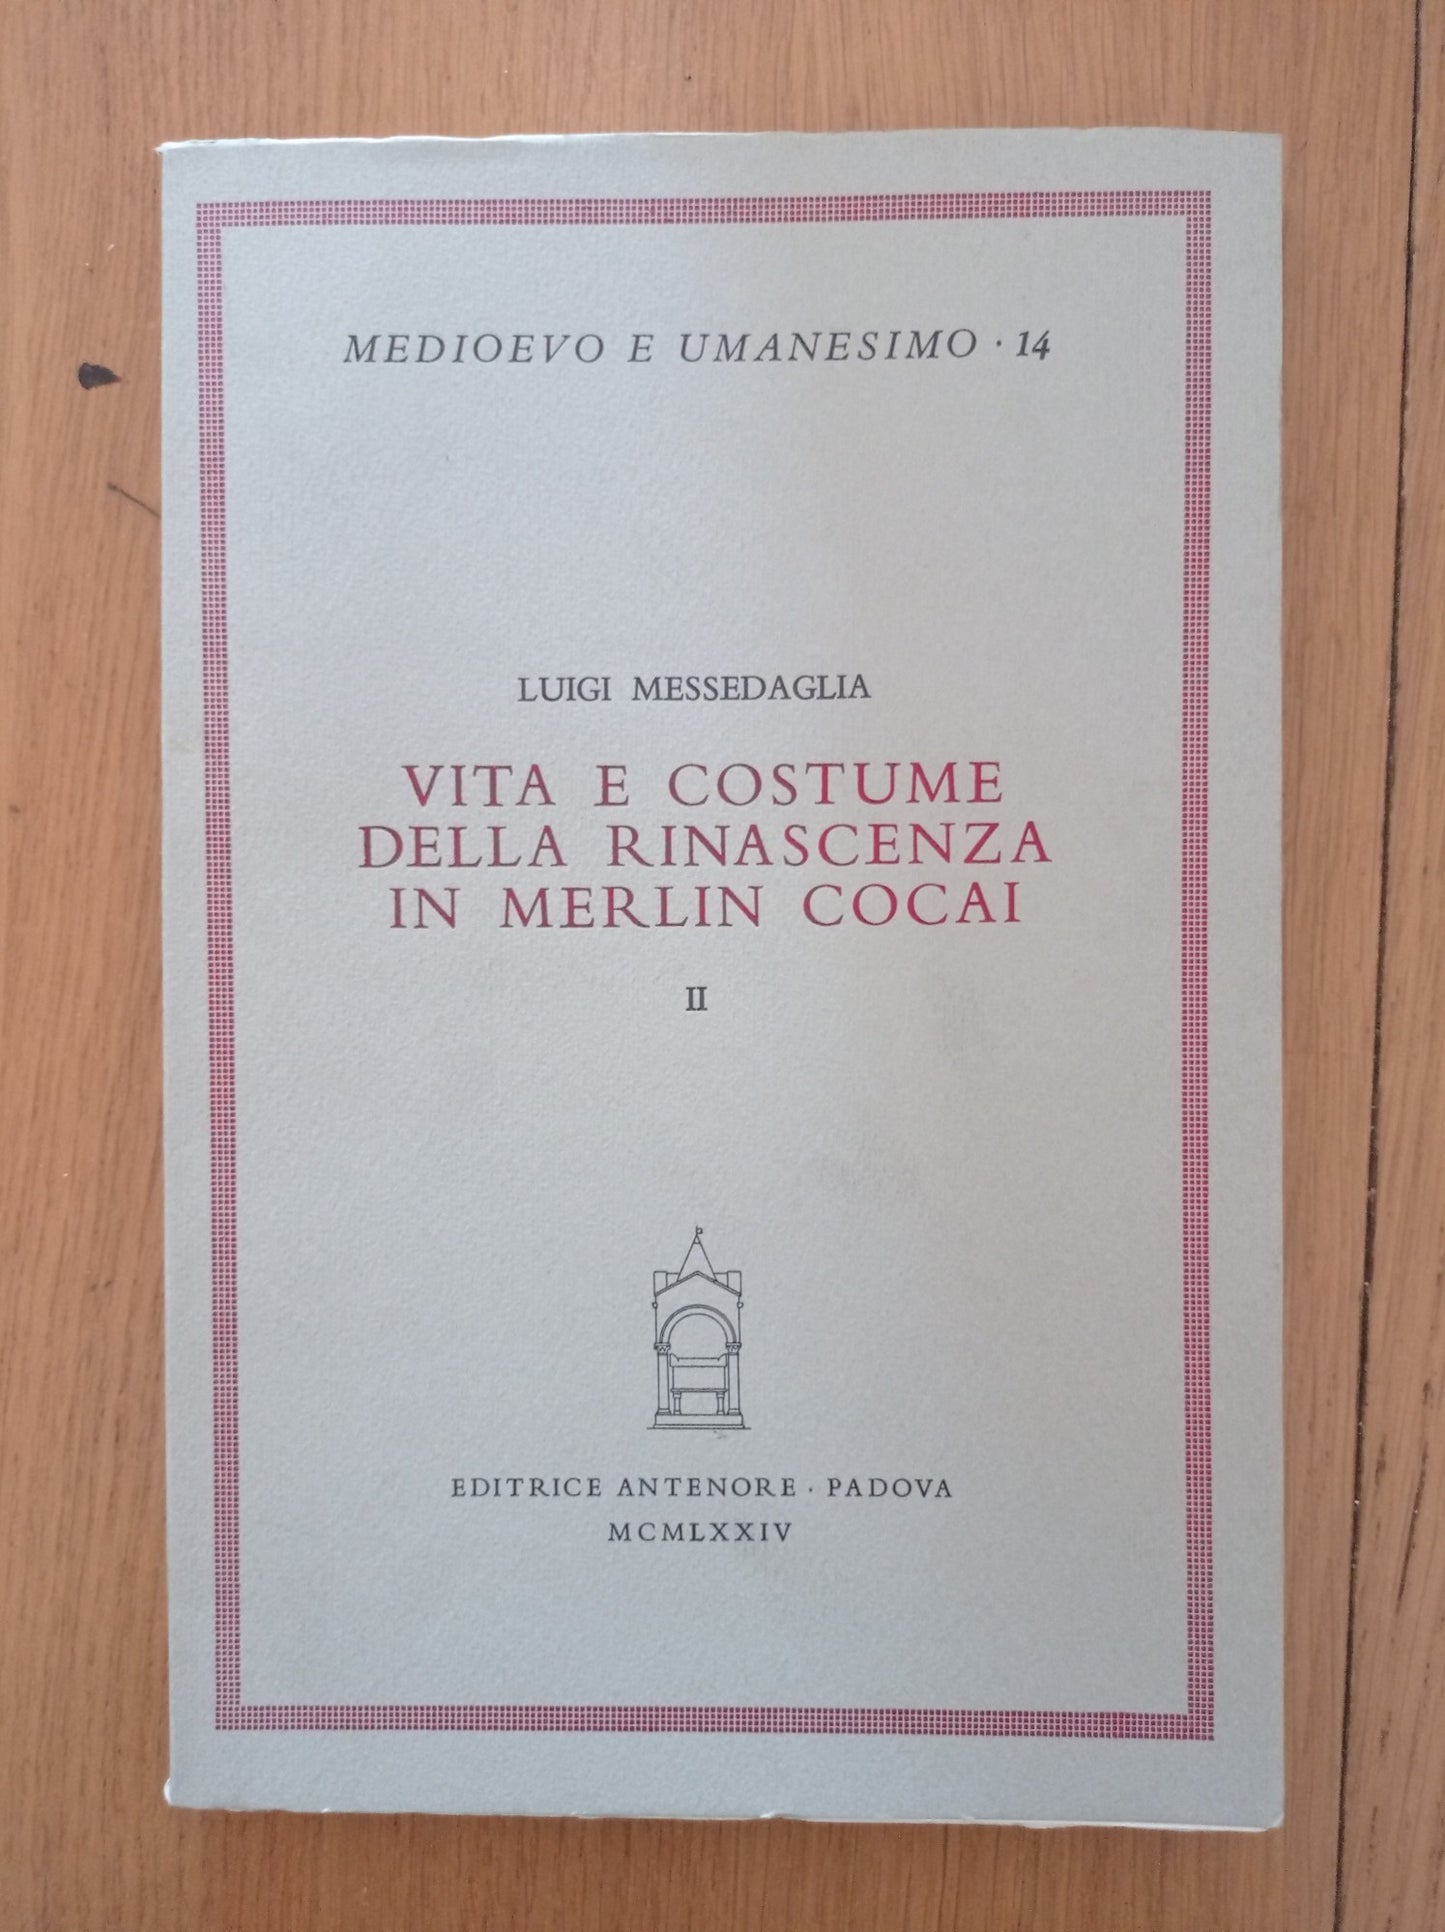 MEDIOEVO E UMANESIMO · 14
LUIGI MESSEDAGLIA
VITA E COSTUME
DELLA RINASCENZA
IN MERLIN COCAI
II
EDITRICE ANTENORE · PADOVA
MCMLXXIV